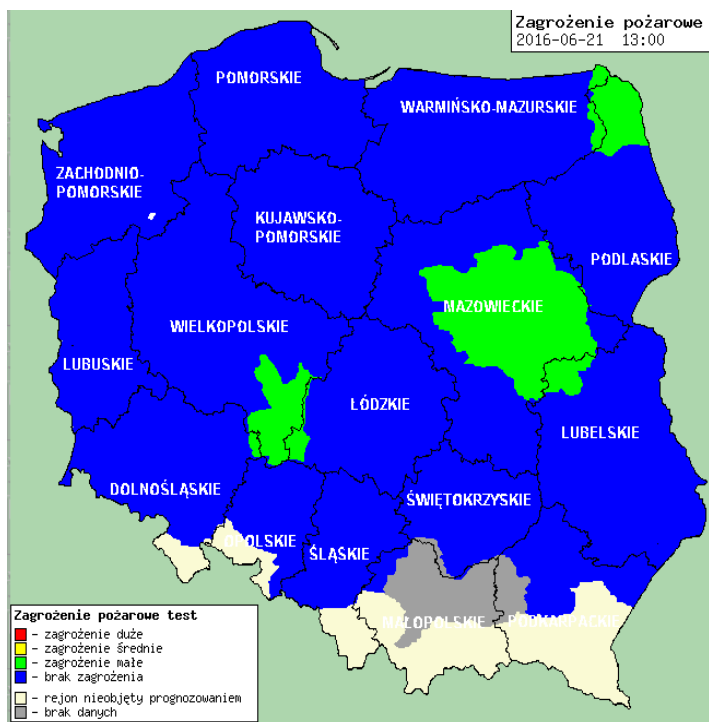 Zagrożenie pożarowe
2016-06-21 13:00
POMORSKIE
WARMIŃSKO-MAZURSKIE
ZACHODNIO-
POMORSKIE
KUJAWSKO-
POMORSKIE
PODLASKIE
MAZOWIECKIE
WIELKOPOLSKIE
LUBUSKIE
ŁÓDZKIE
LUBELSKIE
DOLNOŚLĄSKIE
ŚWIĘTOKRZYSKIE
OPOLSKIE
ŚLĄSKIE
MAŁOPOLSKIE
PODKARPACKIE
Zagrożenie pożarowe test
- zagrożenie duże
- zagrożenie średnie
- zagrożenie małe
- brak zagrożenia
- rejon nieobjęty prognozowaniem
- brak danych